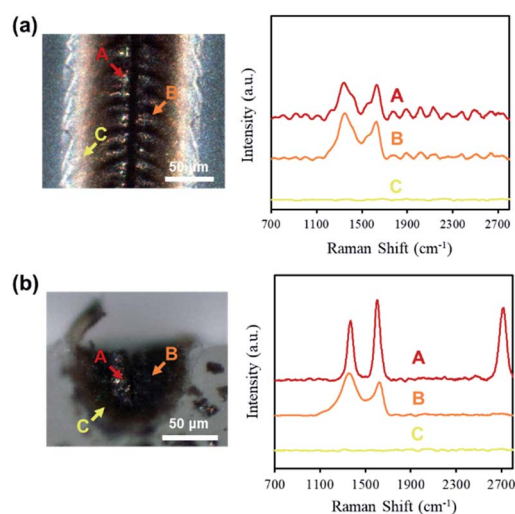 (a)
A
B
C
50 µm
Intensity (a.u.)
A
B
C
700 1100 1500 1900 2300 2700
Raman Shift (cm⁻¹)
(b)
A
B
C
50 µm
Intensity (a.u.)
A
B
C
700 1100 1500 1900 2300 2700
Raman Shift (cm⁻¹)